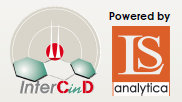 Powered by
InterCinD
LS
analytica